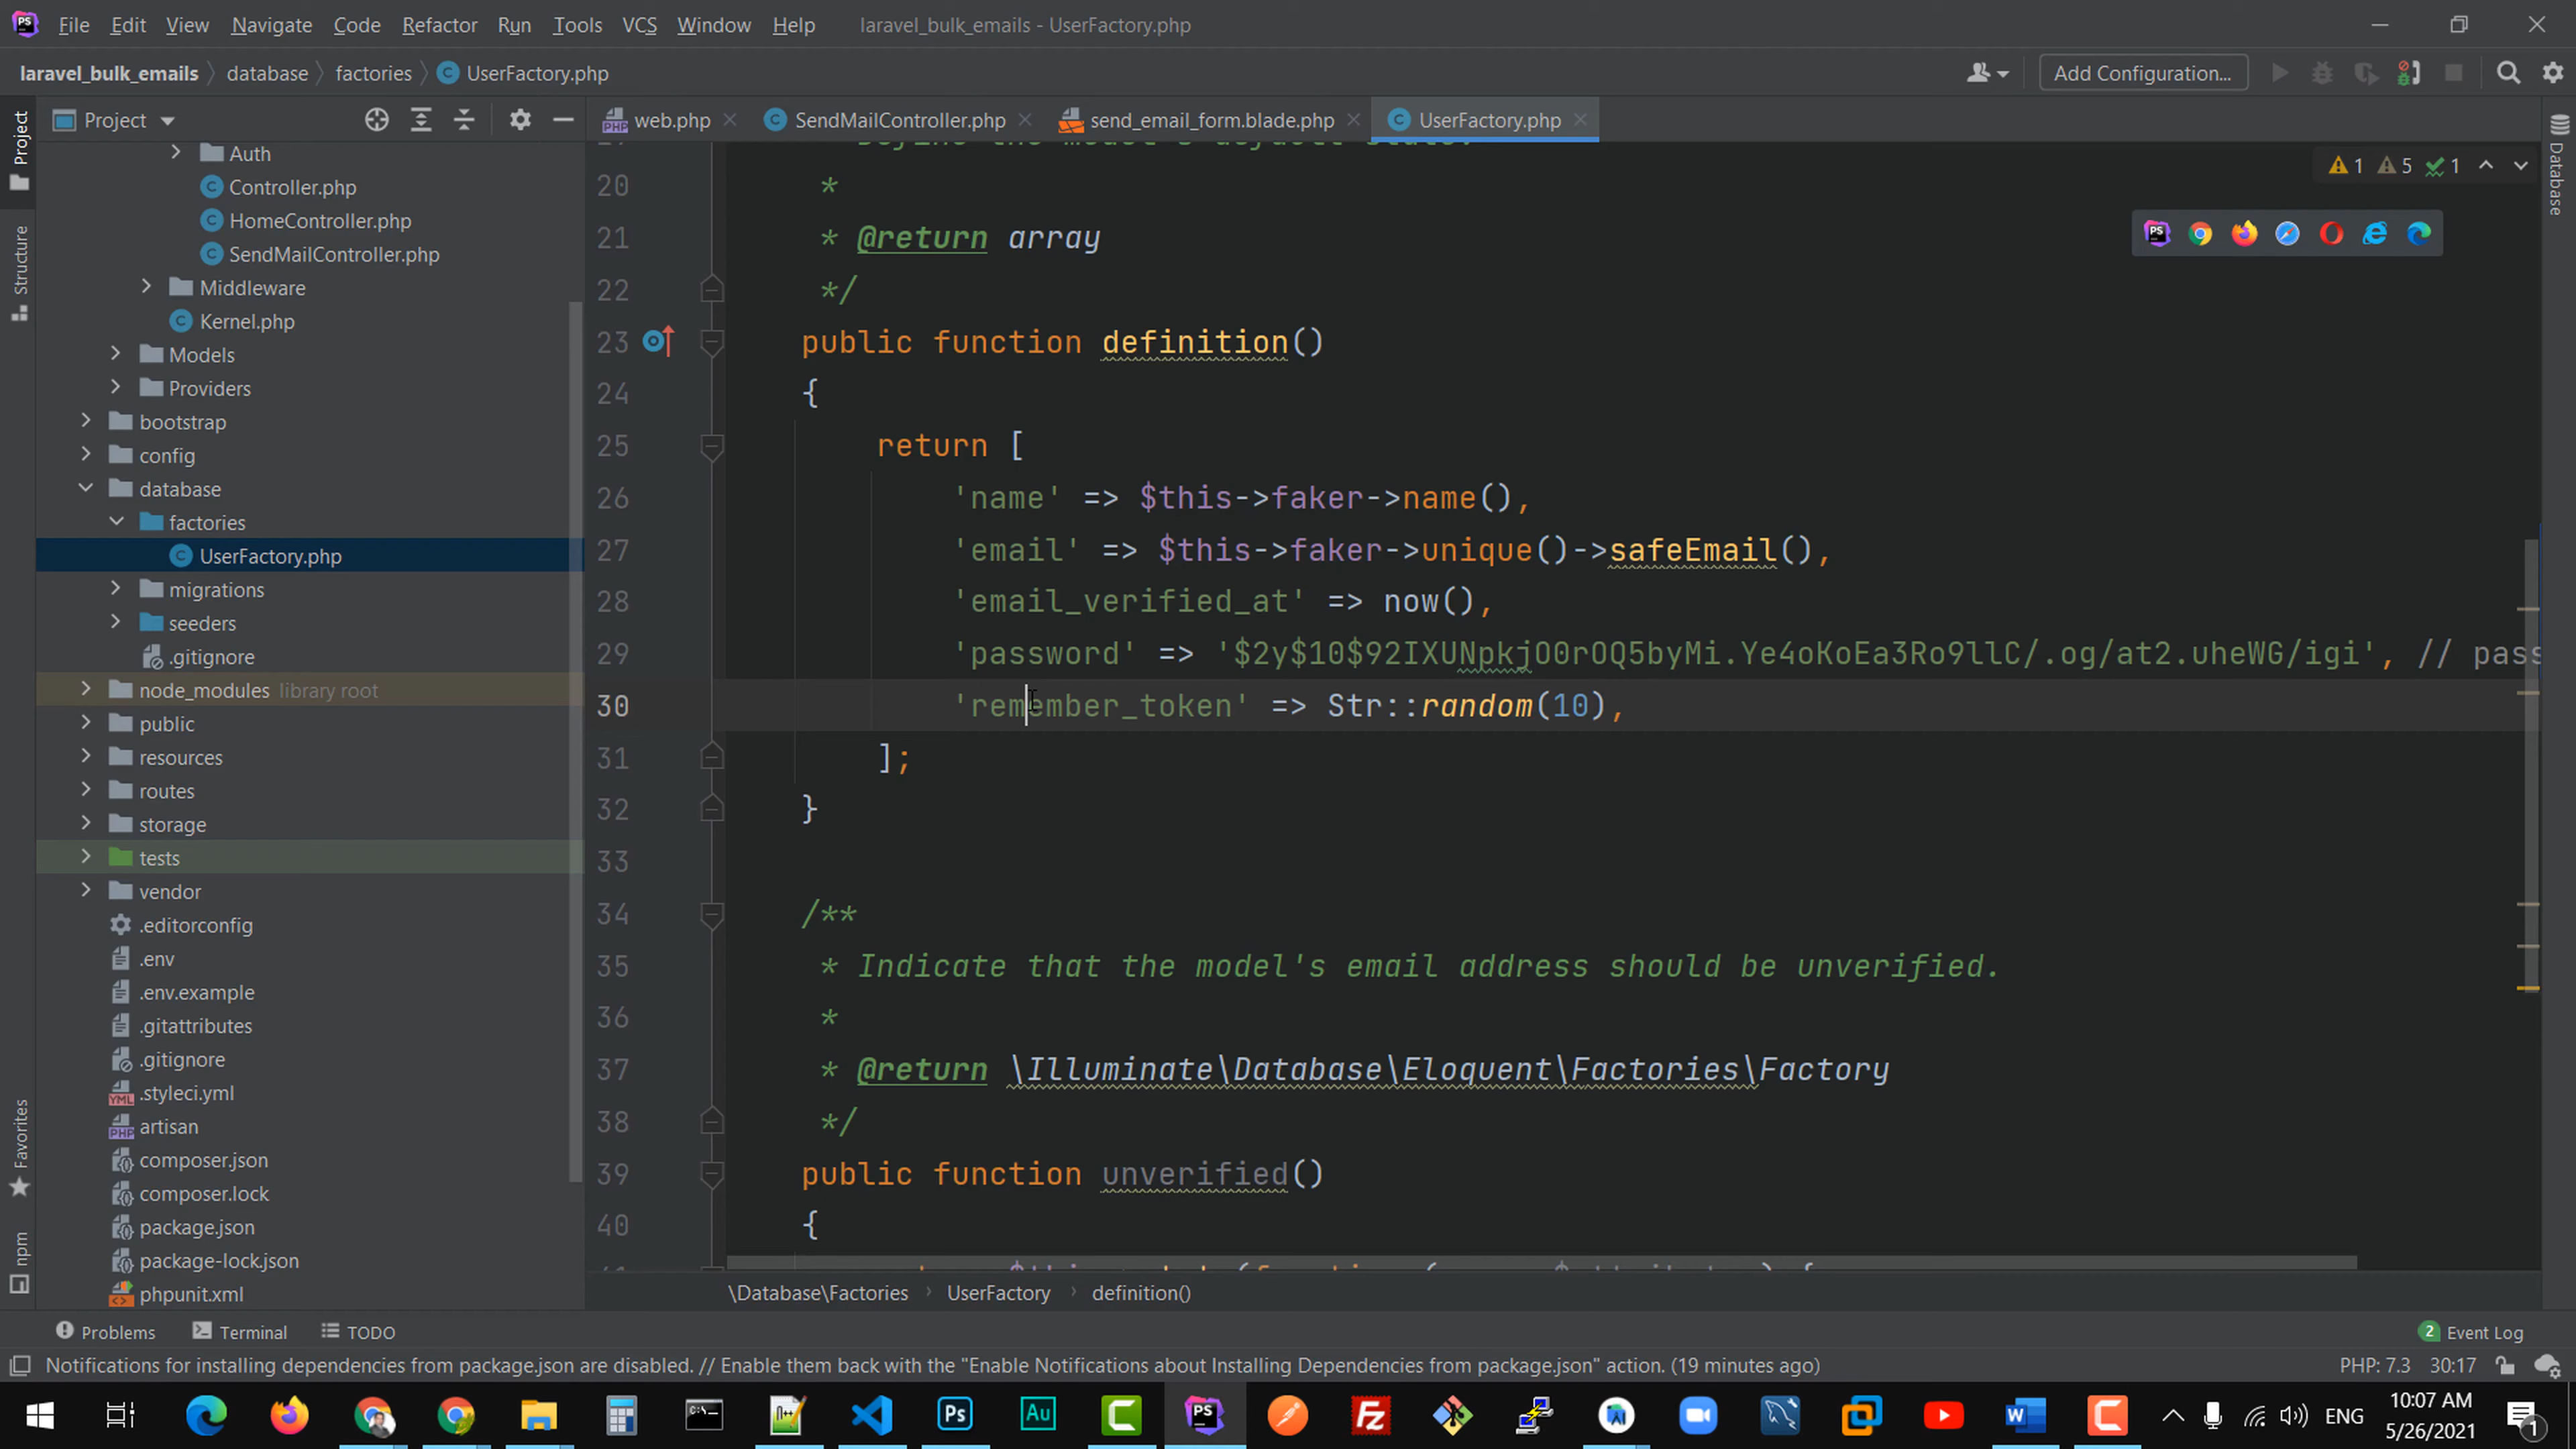 File Edit View Navigate Code Refactor Run Tools VCS Window Help laravel_bulk_emails - UserFactory.php
laravel_bulk_emails database factories UserFactory.php Add Configuration...
Project
web.php SendMailController.php send_email_form.blade.php UserFactory.php
Project
Structure
Favorites
npm
Database
Auth
Controller.php
HomeController.php
SendMailController.php
Middleware
Kernel.php
Models
Providers
bootstrap
config
database
factories
UserFactory.php
migrations
seeders
.gitignore
node_modules library root
public
resources
routes
storage
tests
vendor
.editorconfig
.env
.env.example
.gitattributes
.gitignore
.styleci.yml
artisan
composer.json
composer.lock
package.json
package-lock.json
phpunit.xml
1 5 1
20 *
21 * @return array
22 */
23 public function definition()
24 {
25 return [
26 'name' => $this->faker->name(),
27 'email' => $this->faker->unique()->safeEmail(),
28 'email_verified_at' => now(),
29 'password' => '$2y$10$92IXUNpkjO0rOQ5byMi.Ye4oKoEa3Ro9llC/.og/at2.uheWG/igi', // pass
30 'remember_token' => Str::random(10),
31 ];
32 }
33
34 /**
35 * Indicate that the model's email address should be unverified.
36 *
37 * @return \Illuminate\Database\Eloquent\Factories\Factory
38 */
39 public function unverified()
40 {
\Database\Factories UserFactory definition()
Problems Terminal TODO 2 Event Log
Notifications for installing dependencies from package.json are disabled. // Enable them back with the "Enable Notifications about Installing Dependencies from package.json" action. (19 minutes ago) PHP: 7.3 30:17
ENG 10:07 AM
5/26/2021 1